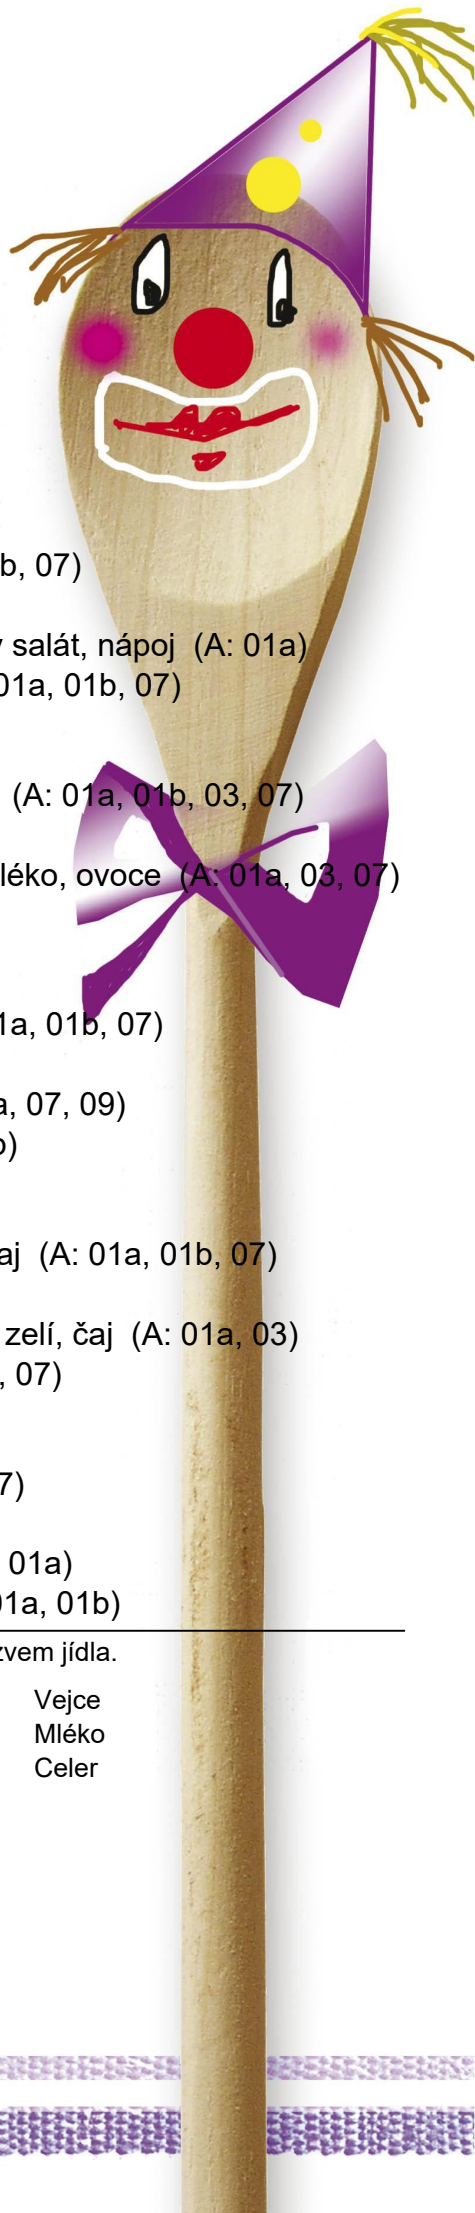 b, 07)
salát, nápoj (A: 01a)
01a, 01b, 07)
(A: 01a, 01b, 03, 07)
léko, ovoce (A: 01a, 03, 07)
1a, 01b, 07)
a, 07, 09)
b)
aj (A: 01a, 01b, 07)
zelí, čaj (A: 01a, 03)
, 07)
7)
01a)
01a, 01b)
zvem jídla.
Vejce
Mléko
Celer